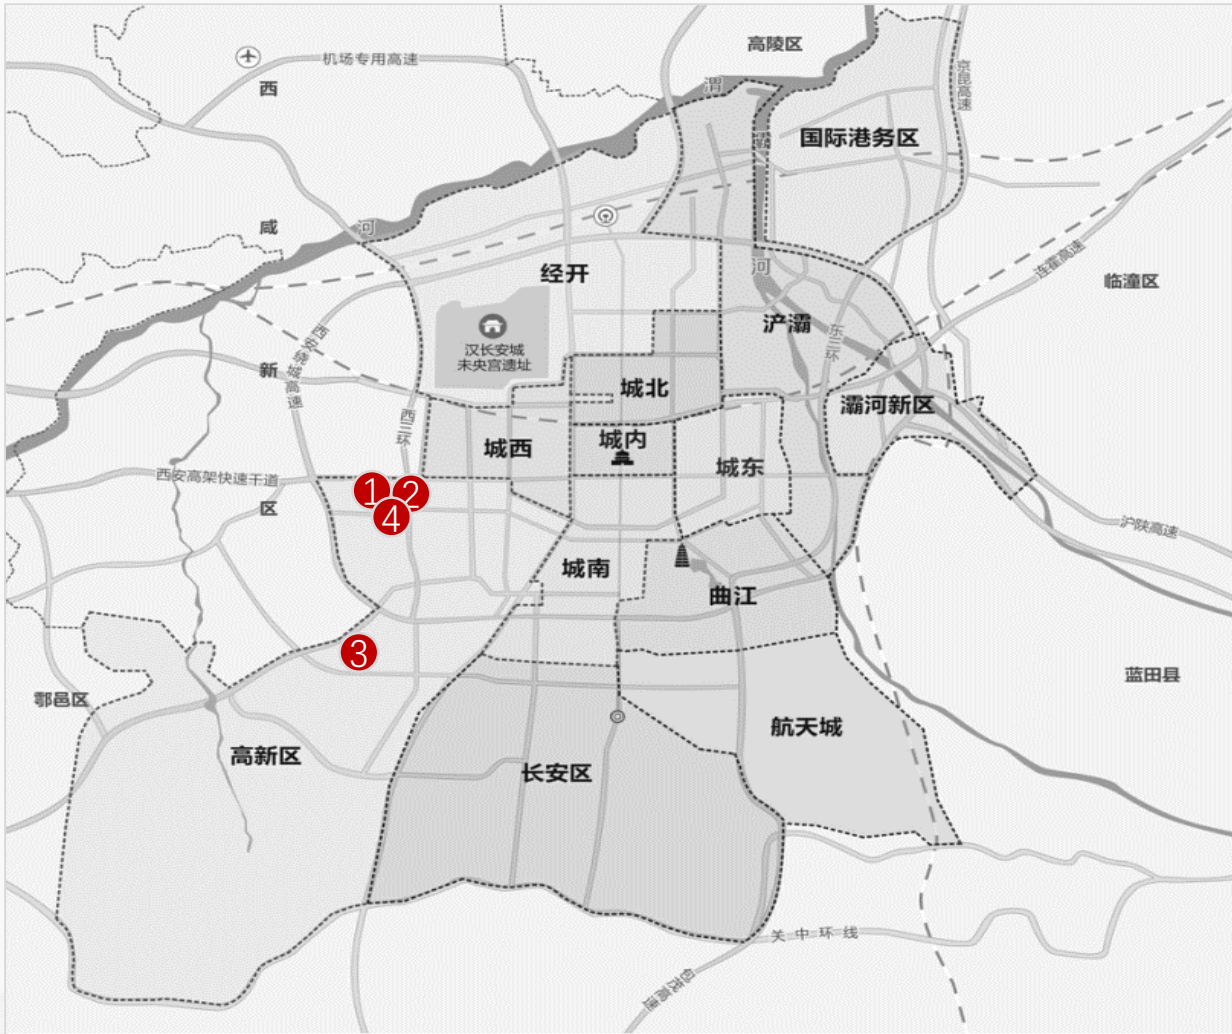 高陵区
机场专用高速
京昆高速
西
渭
灞
国际港务区
咸
河
河
连霍高速
临潼区
经开
浐灞
东三环
汉长安城
未央宫遗址
西安绕城高速
新
城北
灞河新区
西三环
城西
城内
城东
西安高架快速干道
区
1
2
4
沪陕高速
城南
曲江
3
鄠邑区
蓝田县
高新区
航天城
长安区
关中环线
包茂高速